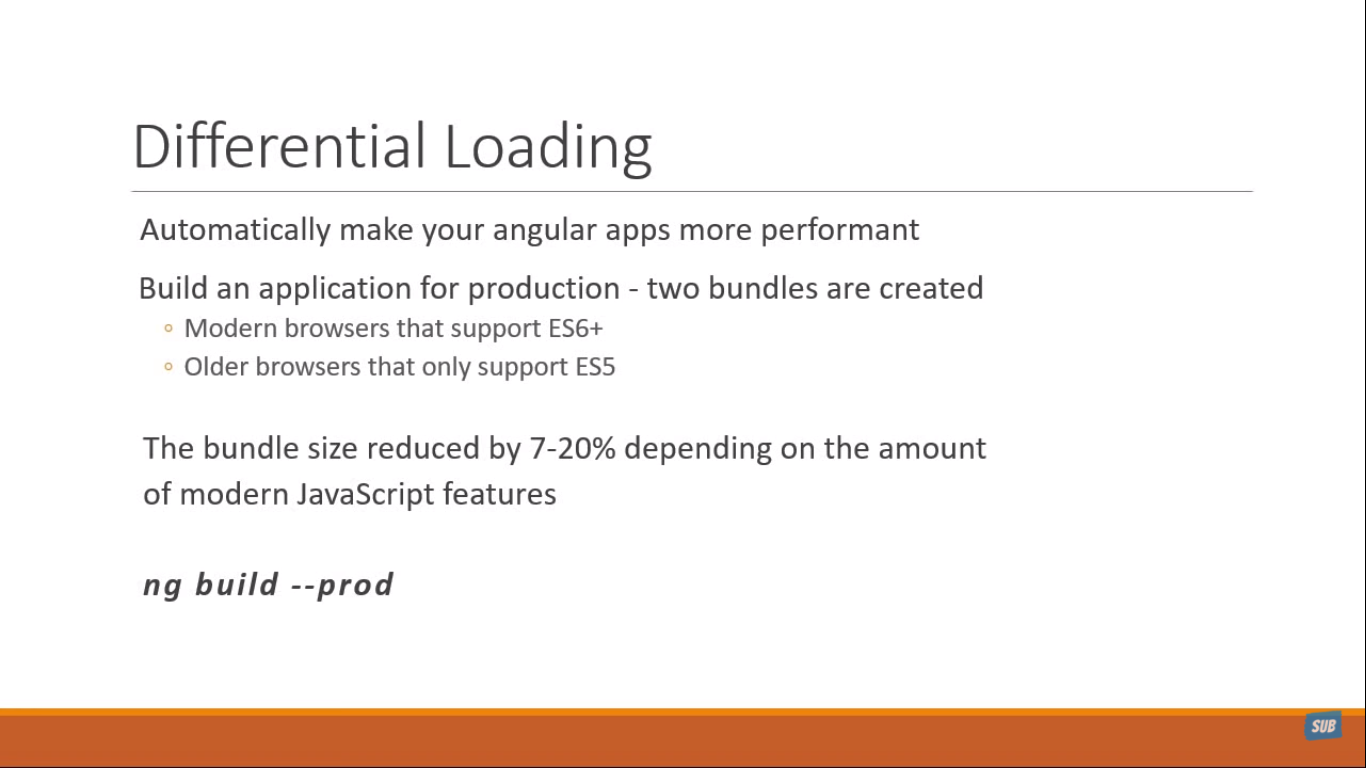 Differential Loading
Automatically make your angular apps more performant
Build an application for production - two bundles are created
◦ Modern browsers that support ES6+
◦ Older browsers that only support ES5
The bundle size reduced by 7-20% depending on the amount
of modern JavaScript features
ng build --prod
SUB